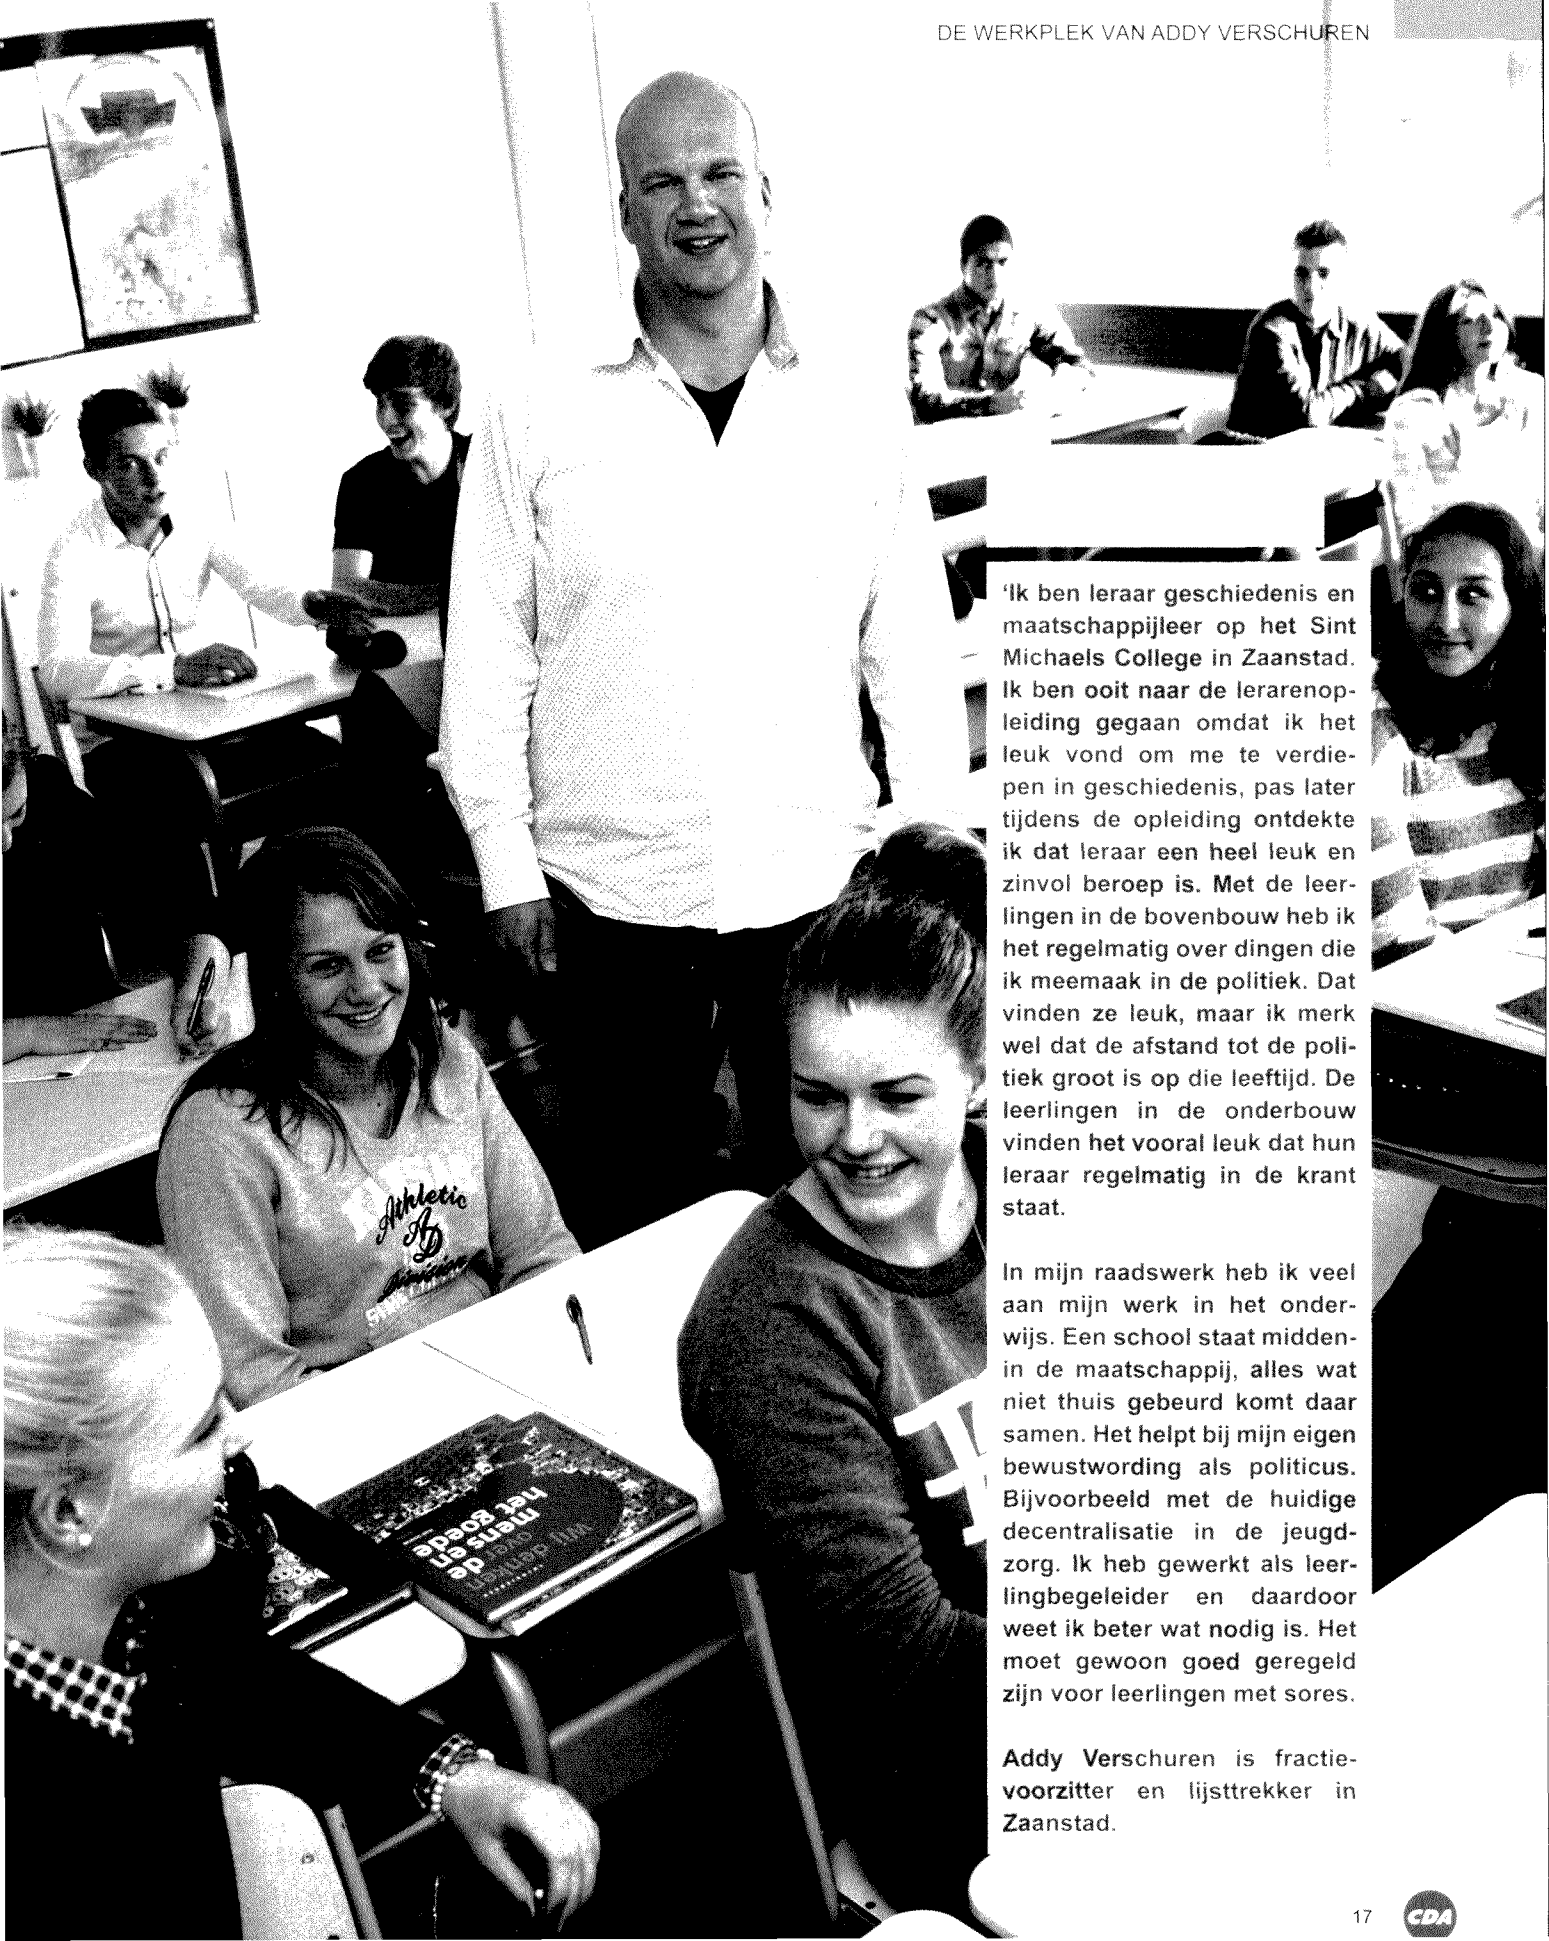 DE WERKPLEK VAN ADDY VERSCHUREN
'Ik ben leraar geschiedenis en
maatschappijleer op het Sint
Michaels College in Zaanstad.
Ik ben ooit naar de lerarenop-
leiding gegaan omdat ik het
leuk vond om me te verdie-
pen in geschiedenis, pas later
tijdens de opleiding ontdekte
ik dat leraar een heel leuk en
zinvol beroep is. Met de leer-
lingen in de bovenbouw heb ik
het regelmatig over dingen die
ik meemaak in de politiek. Dat
vinden ze leuk, maar ik merk
wel dat de afstand tot de poli-
tiek groot is op die leeftijd. De
leerlingen in de onderbouw
vinden het vooral leuk dat hun
leraar regelmatig in de krant
staat.
In mijn raadswerk heb ik veel
aan mijn werk in het onder-
wijs. Een school staat midden-
in de maatschappij, alles wat
niet thuis gebeurd komt daar
samen. Het helpt bij mijn eigen
bewustwording als politicus.
Bijvoorbeeld met de huidige
decentralisatie in de jeugd-
zorg. Ik heb gewerkt als leer-
lingbegeleider en daardoor
weet ik beter wat nodig is. Het
moet gewoon goed geregeld
zijn voor leerlingen met sores.
Addy Verschuren is fractie-
voorzitter en lijsttrekker in
Zaanstad.
Athletic
AD
Division
wij denken
over
de
mens en
het goede
17
CDA